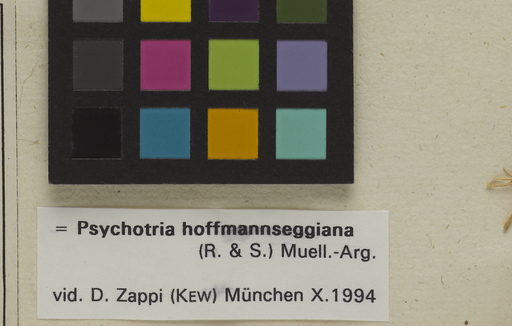 = Psychotria hoffmannseggiana
(R. & S.) Muell.-Arg.
vid. D. Zappi (KEW) München X.1994